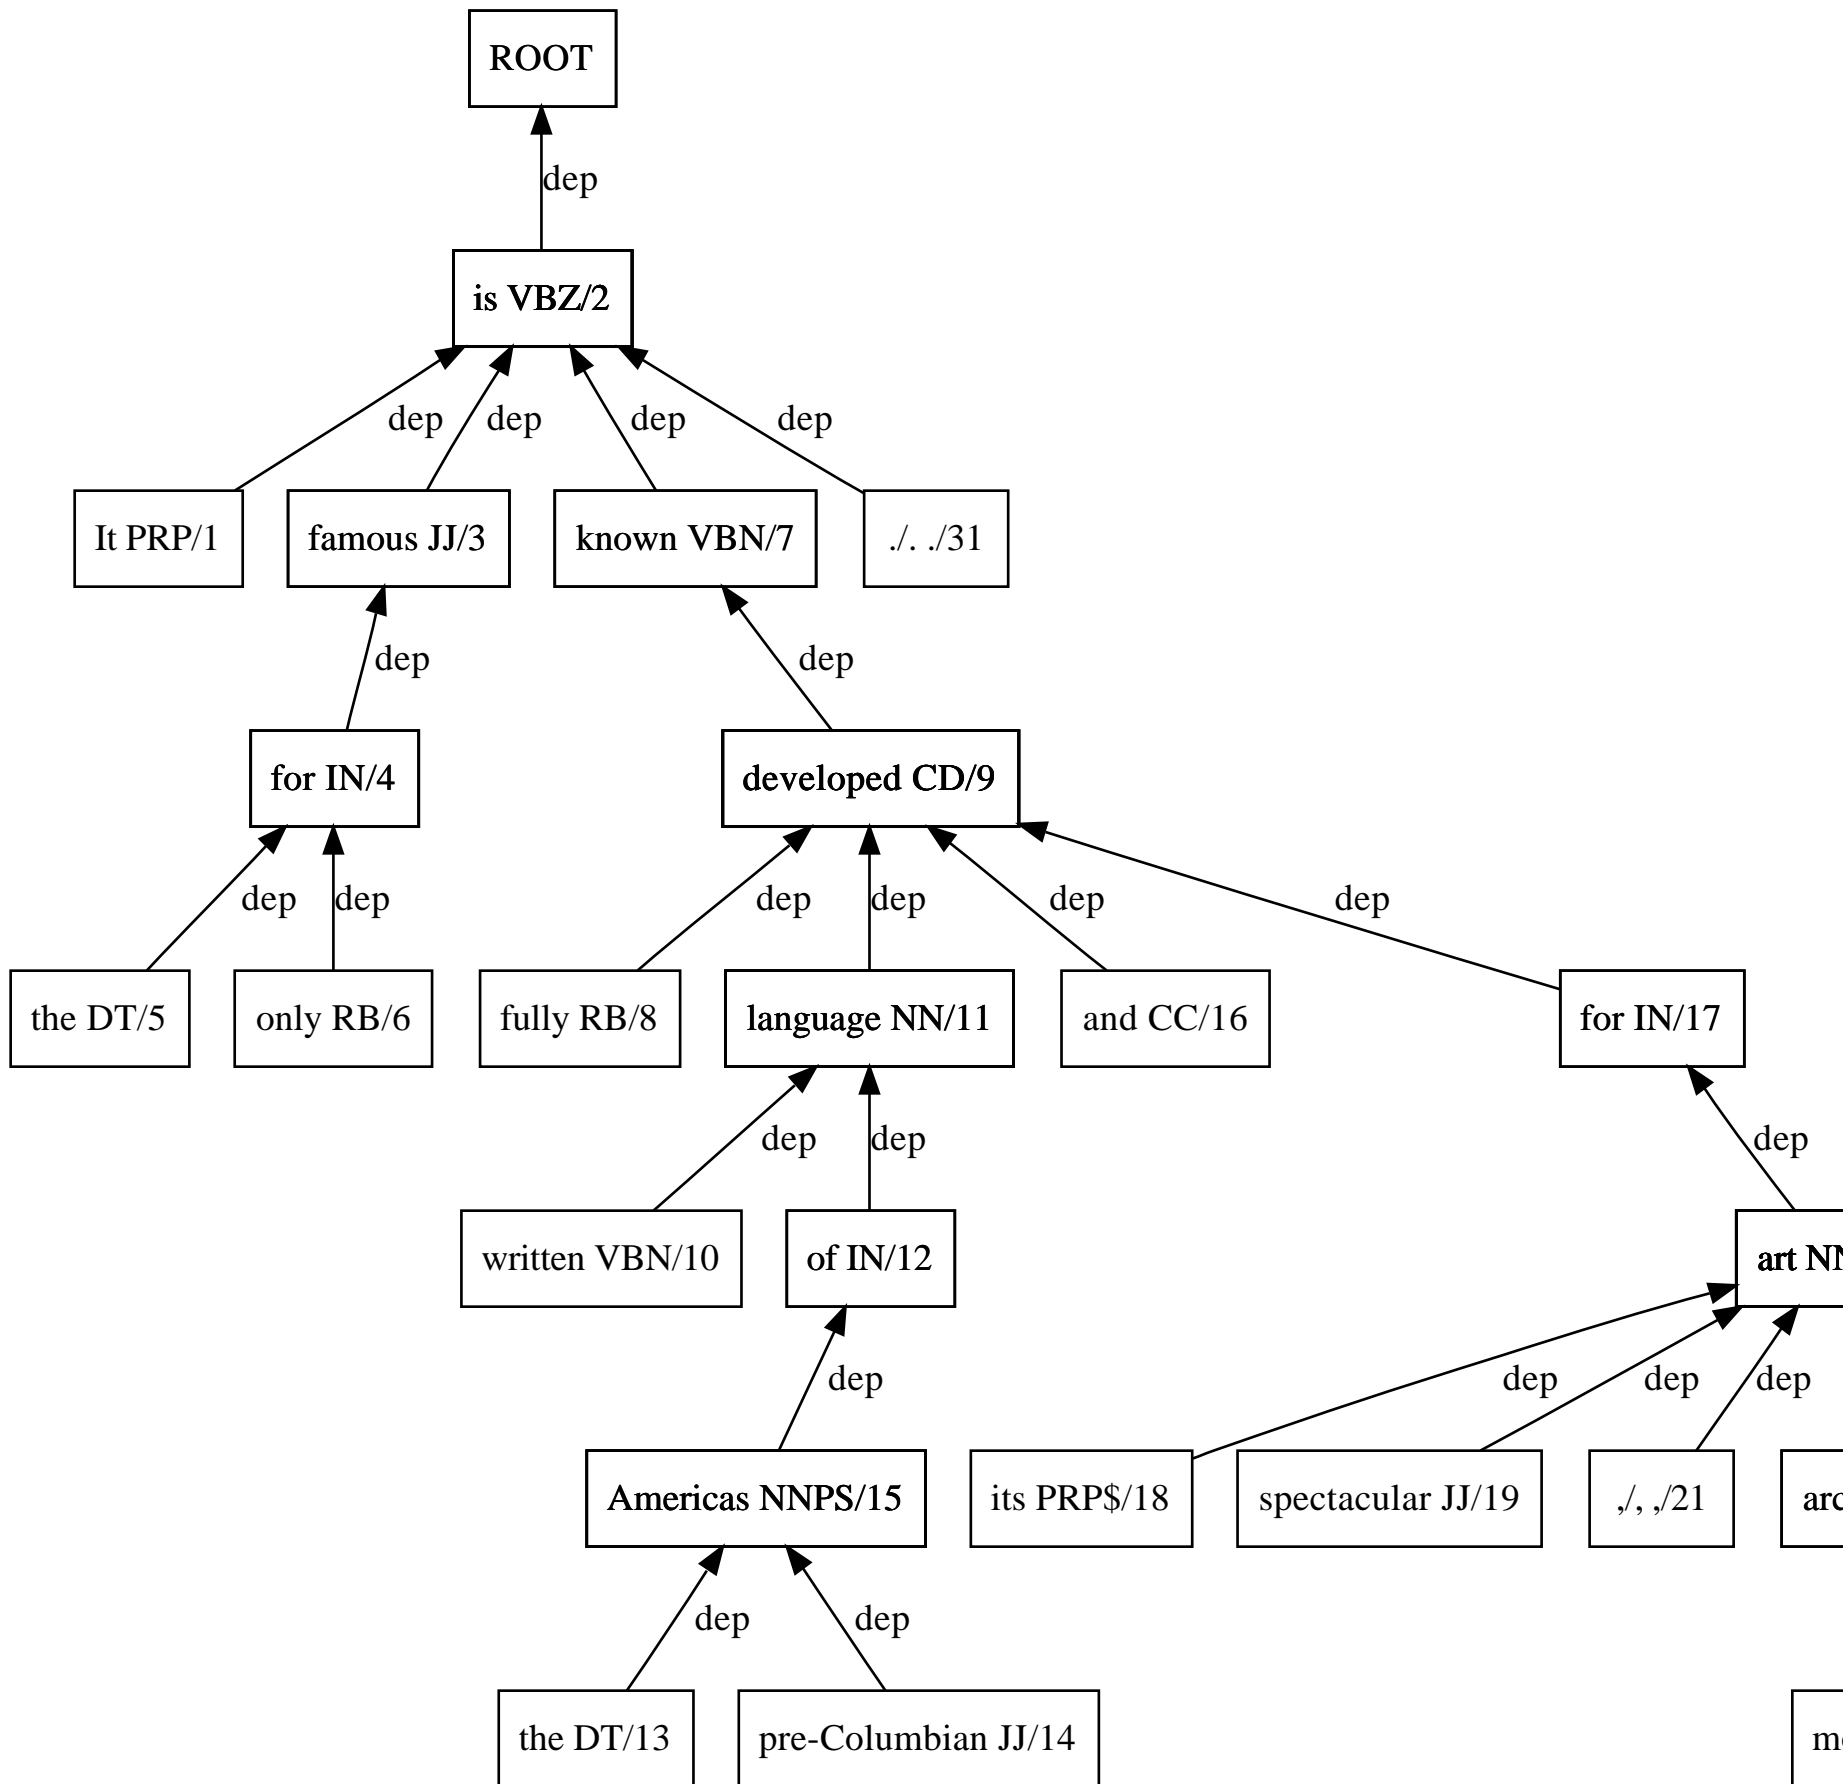 ROOT
dep
is VBZ/2
dep dep dep dep
It PRP/1 famous JJ/3 known VBN/7 ./. ./31
dep dep
for IN/4 developed CD/9
dep dep dep dep dep dep
the DT/5 only RB/6 fully RB/8 language NN/11 and CC/16 for IN/17
dep dep dep
written VBN/10 of IN/12 art
dep dep dep dep
Americas NNPS/15 its PRP$/18 spectacular JJ/19 ,/, ,/21
dep dep
the DT/13 pre-Columbian JJ/14